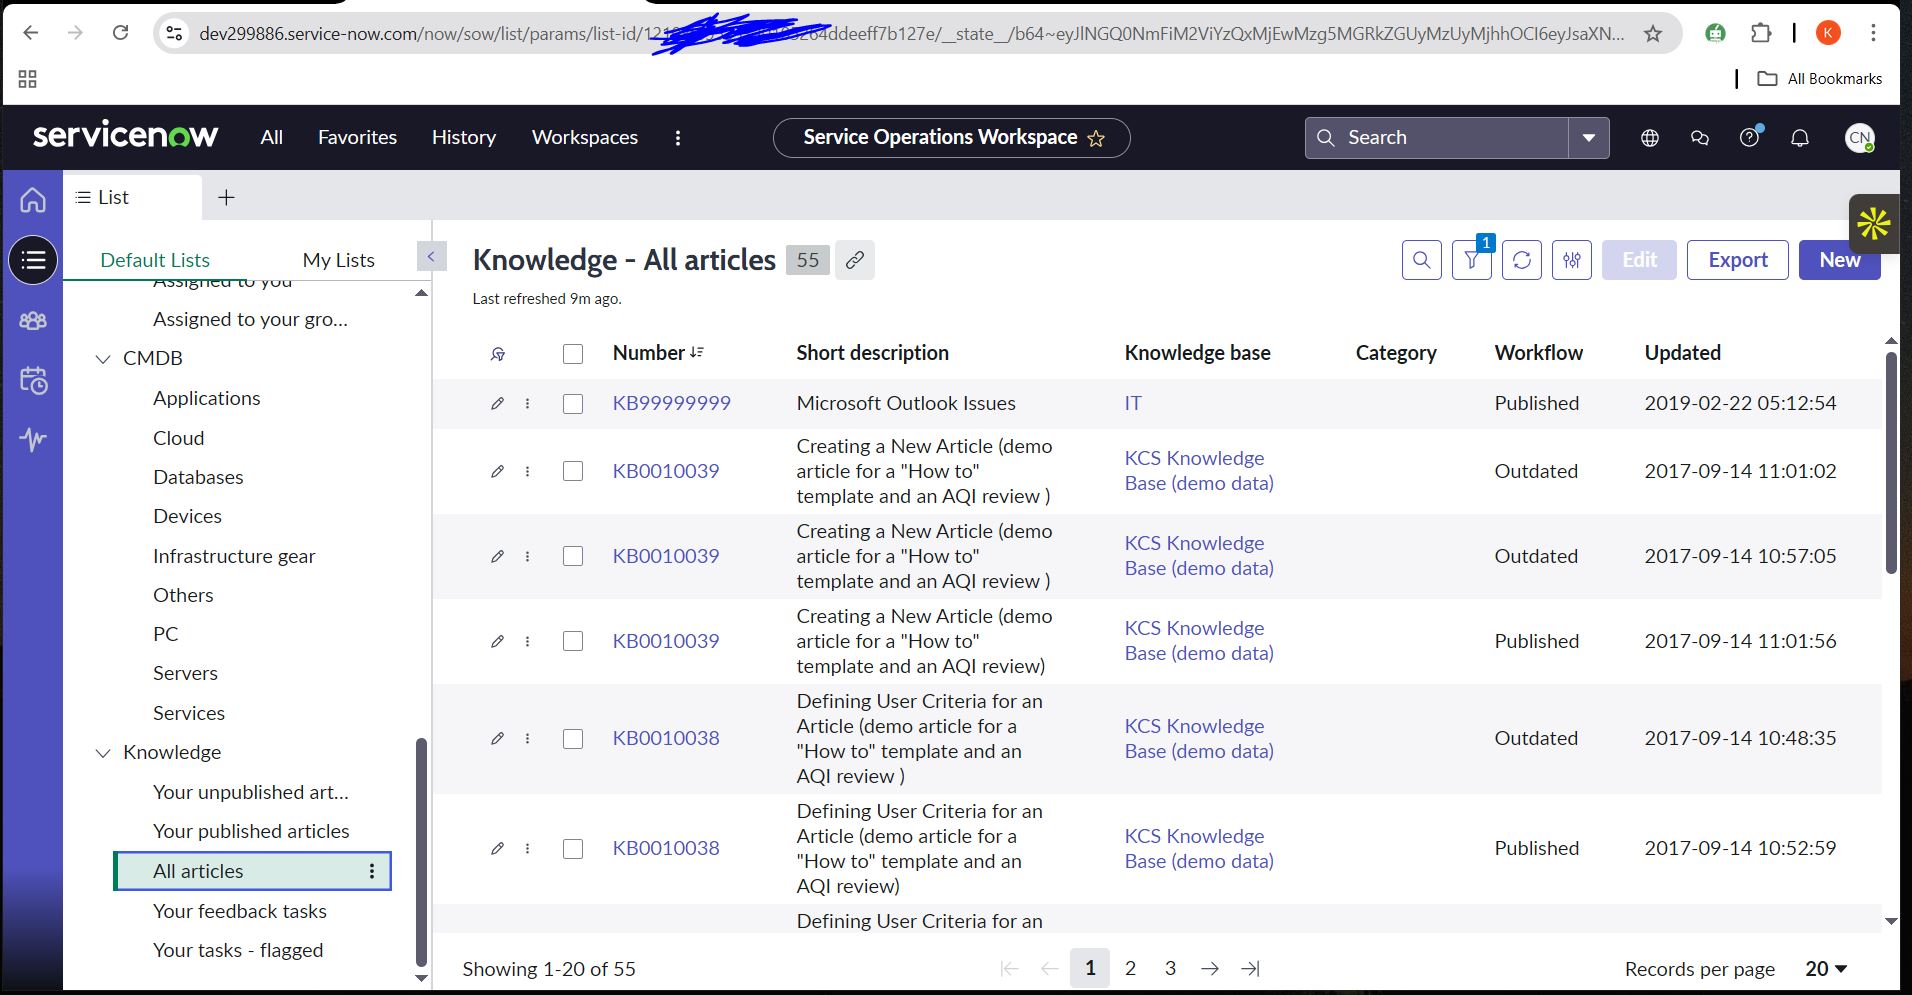 dev299886.service-now.com/now/sow/list/params/list-id/
64ddeeff7b127e/__state__/b64~eyJlNGQ0NmFiM2ViYzQxMjEwMzg5MGRkZGUyMzUyMjhhOCI6eyJsaXN...
K
All Bookmarks
servicenow
All
Favorites
History
Workspaces
Service Operations Workspace
Search
CN
List
Default Lists
My Lists
Assigned to you
Assigned to your gro...
CMDB
Applications
Cloud
Databases
Devices
Infrastructure gear
Others
PC
Servers
Services
Knowledge
Your unpublished art...
Your published articles
All articles
Your feedback tasks
Your tasks - flagged
Knowledge - All articles 55
Last refreshed 9m ago.
1
Edit
Export
New
Number Short description Knowledge base Category Workflow Updated
KB99999999 Microsoft Outlook Issues IT Published 2019-02-22 05:12:54
Creating a New Article (demo
article for a "How to"
template and an AQI review )
KB0010039
KCS Knowledge
Base (demo data)
Outdated 2017-09-14 11:01:02
Creating a New Article (demo
article for a "How to"
template and an AQI review )
KB0010039
KCS Knowledge
Base (demo data)
Outdated 2017-09-14 10:57:05
Creating a New Article (demo
article for a "How to"
template and an AQI review)
KB0010039
KCS Knowledge
Base (demo data)
Published 2017-09-14 11:01:56
Defining User Criteria for an
Article (demo article for a
"How to" template and an
AQI review )
KB0010038
KCS Knowledge
Base (demo data)
Outdated 2017-09-14 10:48:35
Defining User Criteria for an
Article (demo article for a
"How to" template and an
AQI review)
KB0010038
KCS Knowledge
Base (demo data)
Published 2017-09-14 10:52:59
Defining User Criteria for an
Showing 1-20 of 55
1 2 3
Records per page 20